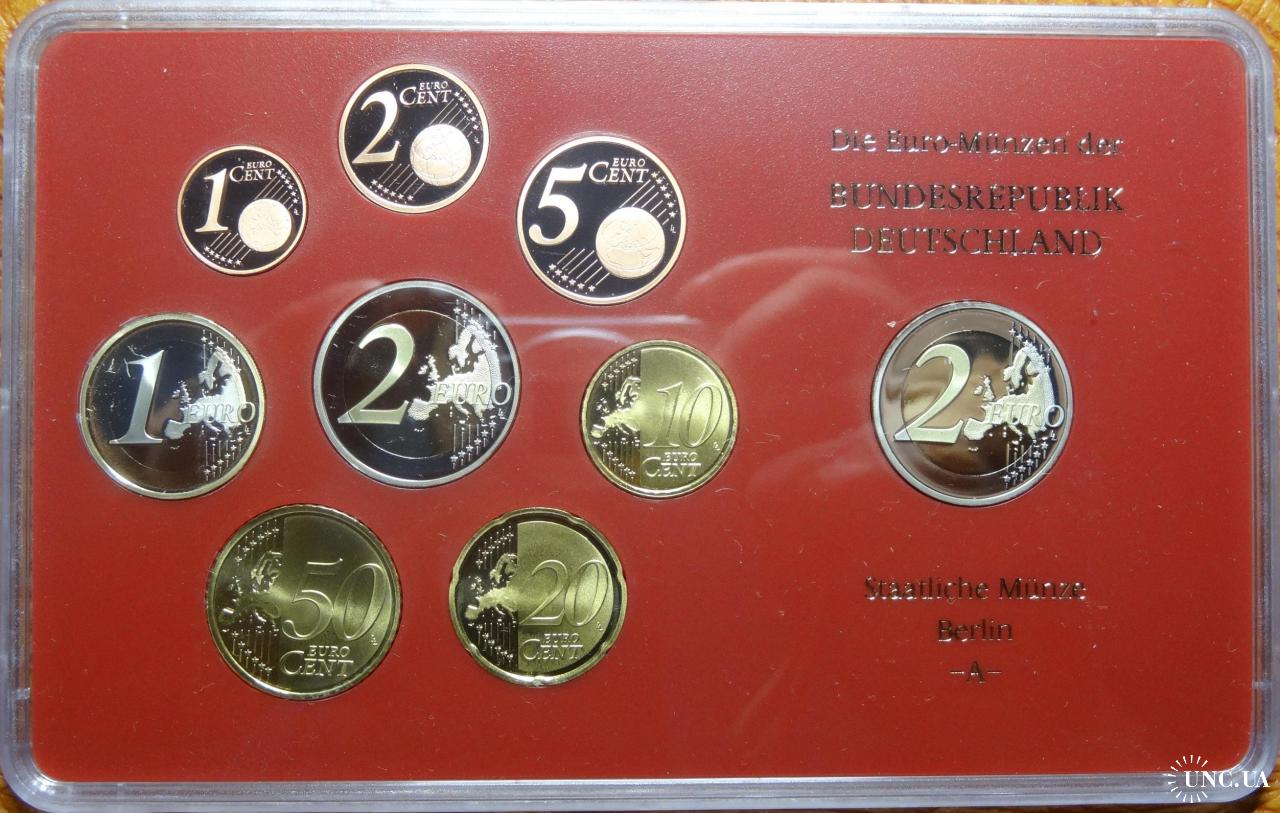 2 EURO
CENT
1 EURO
CENT
5 EURO
CENT
Die Euro-Münzen der
BUNDESREPUBLIK
DEUTSCHLAND
1 EURO
2 EURO
10 EURO
CENT
2 EURO
50 EURO
CENT
20 EURO
CENT
Staatliche Münze
Berlin
-A-
UNC.UA